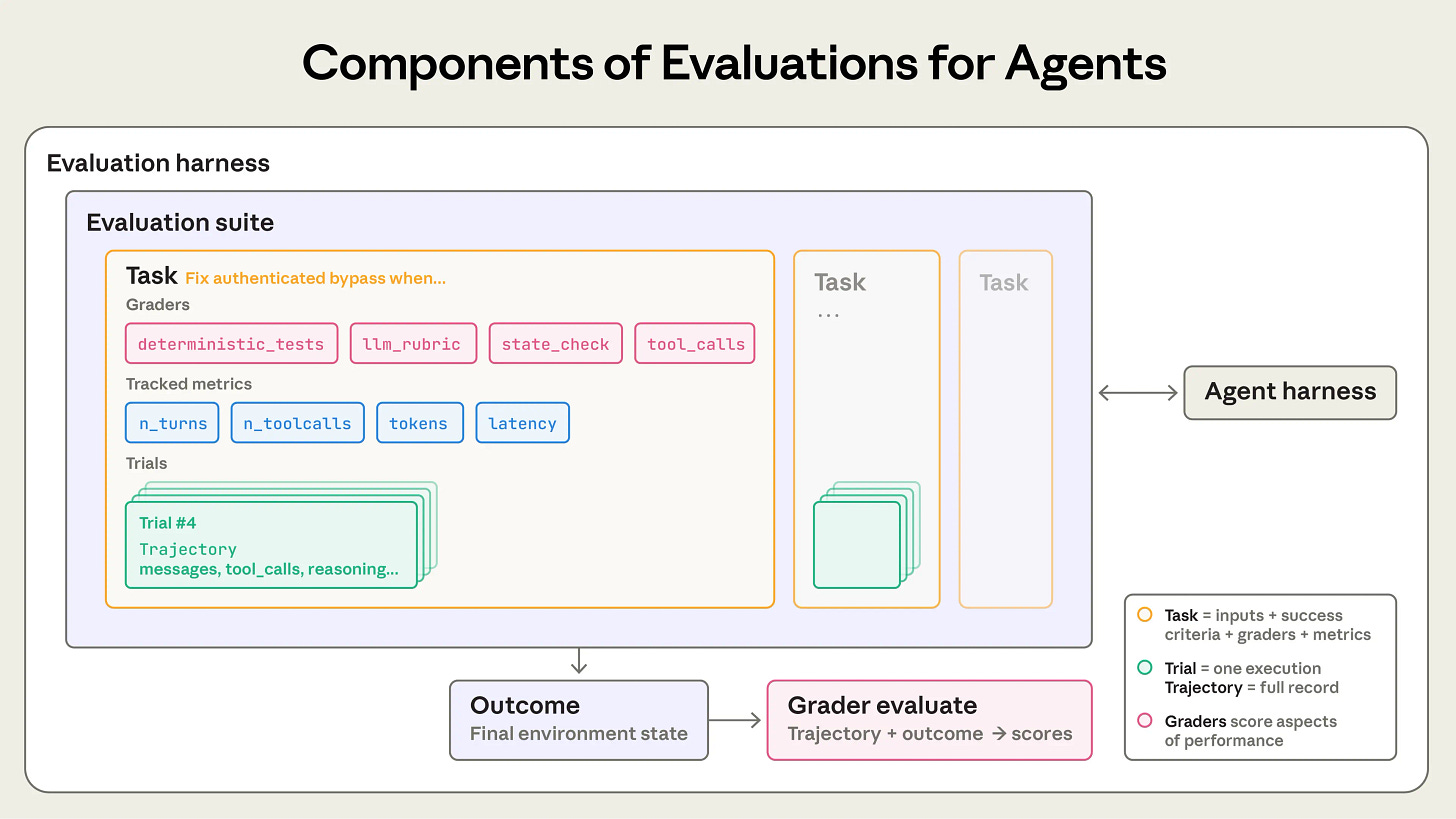 Components of Evaluations for Agents
Evaluation harness
Evaluation suite
Task Fix authenticated bypass when...
Graders
deterministic_tests
llm_rubric
state_check
tool_calls
Tracked metrics
n_turns
n_toolcalls
tokens
latency
Trials
Trial #4
Trajectory
messages, tool_calls, reasoning...
Task
...
Task
Agent harness
Outcome
Final environment state
Grader evaluate
Trajectory + outcome → scores
Task = inputs + success
criteria + graders + metrics
Trial = one execution
Trajectory = full record
Graders score aspects
of performance